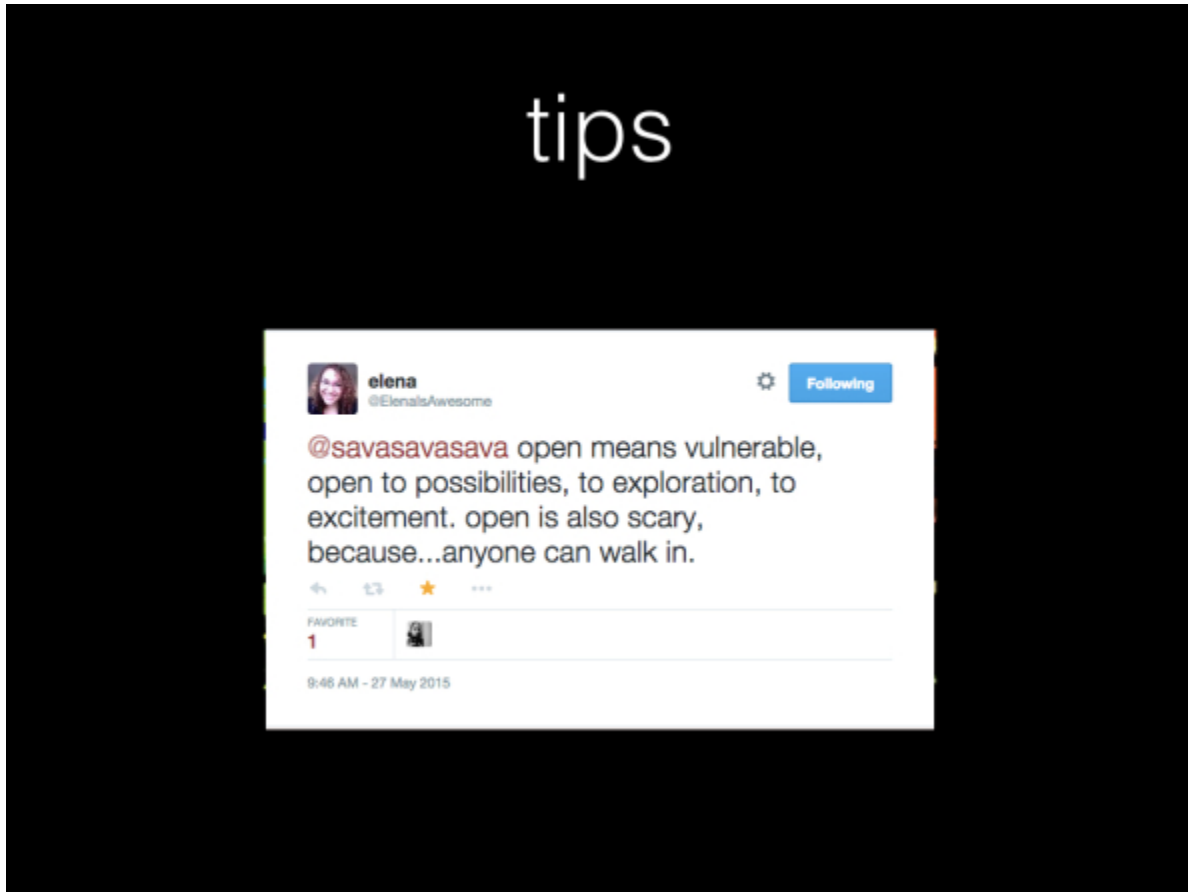 tips
elena
@ElenaIsAwesome
Following
@savasavasava open means vulnerable,
open to possibilities, to exploration, to
excitement. open is also scary,
because...anyone can walk in.
FAVORITE
1
9:46 AM - 27 May 2015